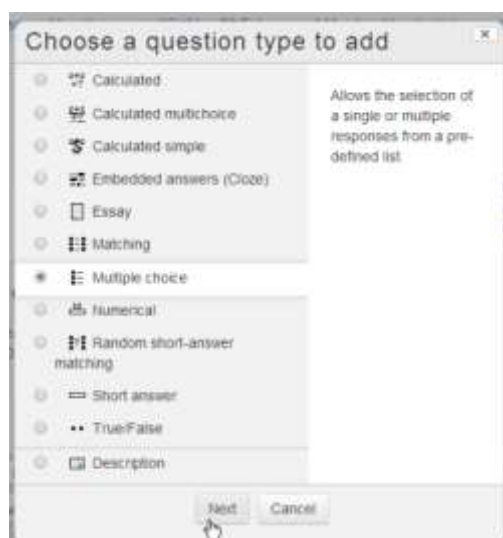 Choose a question type to add
×
Calculated
Calculated multichoice
Calculated simple
Embedded answers (Cloze)
Essay
Matching
Multiple choice
Numerical
Random short-answer
matching
Short answer
True/False
Description
Allows the selection of
a single or multiple
responses from a pre-
defined list
Next Cancel